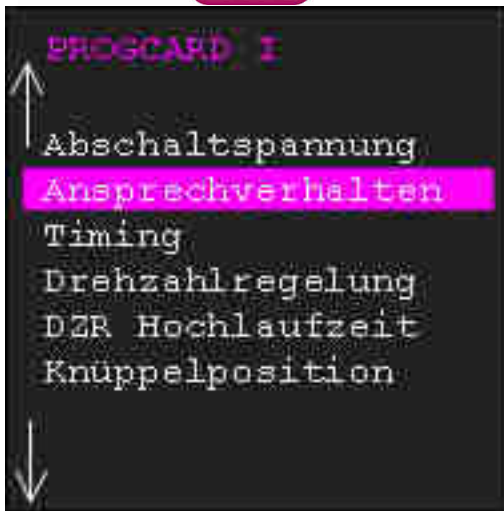 PROGCARD I
Abschaltspannung
Ansprechverhalten
Timing
Drehzahlregelung
DZR Hochlaufzeit
Knüppelposition